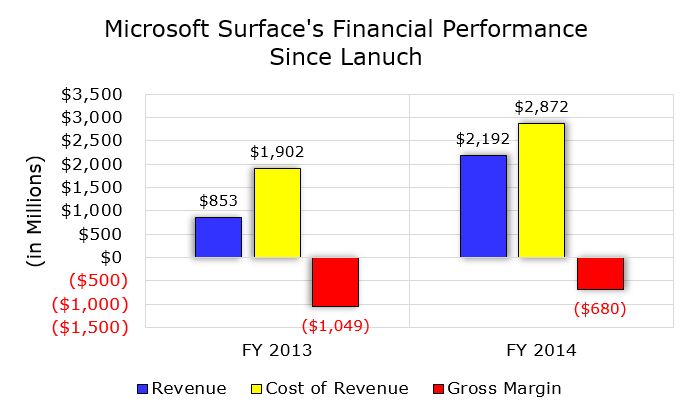 Microsoft Surface's Financial Performance
Since Lanuch
(in Millions)
$3,500
$3,000
$2,500
$2,000
$1,500
$1,000
$500
$0
($500)
($1,000)
($1,500)
$853
$1,902
($1,049)
$2,192
$2,872
($680)
FY 2013
FY 2014
Revenue
Cost of Revenue
Gross Margin